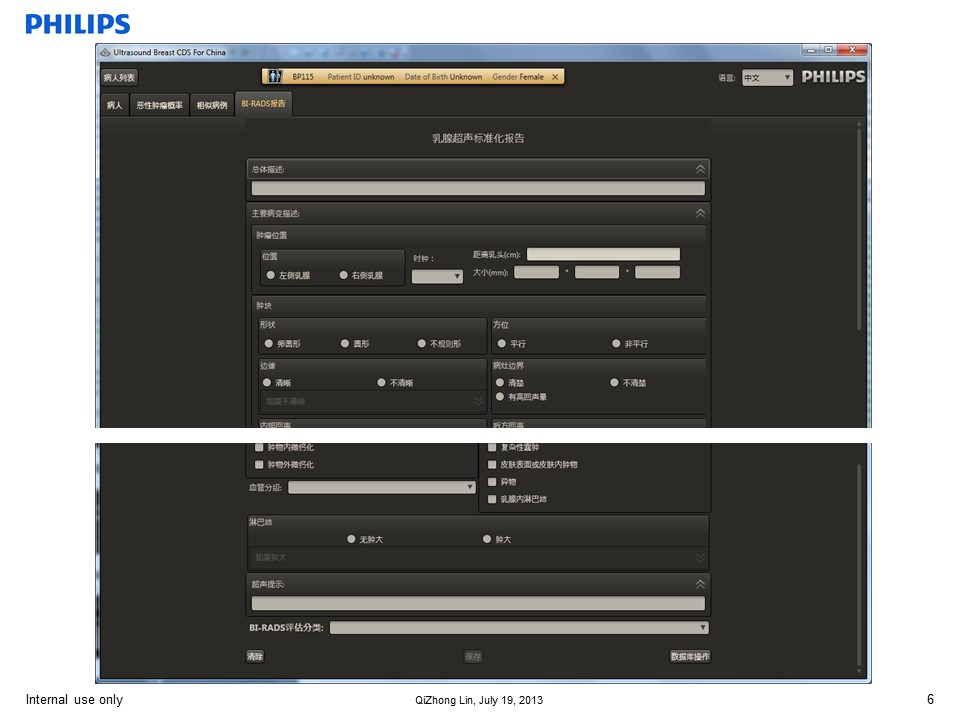 PHILIPS
Ultrasound Breast CDS For China
病人列表
BP115 Patient ID unknown Date of Birth Unknown Gender Female
语言: 中文
PHILIPS
病人 恶性肿瘤概率 相似病例 BI-RADS报告
乳腺超声标准化报告
总体描述:
主要病变描述:
肿瘤位置
位置
左侧乳腺 右侧乳腺
时钟：
距离乳头(cm):
大小(mm): * *
肿块
形状
卵圆形 圆形 不规则形
方位
平行 非平行
边缘
清晰 不清晰
如果不清晰
病灶边界
清楚 不清楚
有高回声晕
内部回声 后方回声
肿物内微钙化
肿物外微钙化
血管分级:
复杂性囊肿
皮肤表面或皮肤内肿物
异物
乳腺内淋巴结
淋巴结
无肿大 肿大
如果肿大
超声提示:
BI-RADS评估分类:
清除 保存 数据库操作
Internal use only
QiZhong Lin, July 19, 2013
6